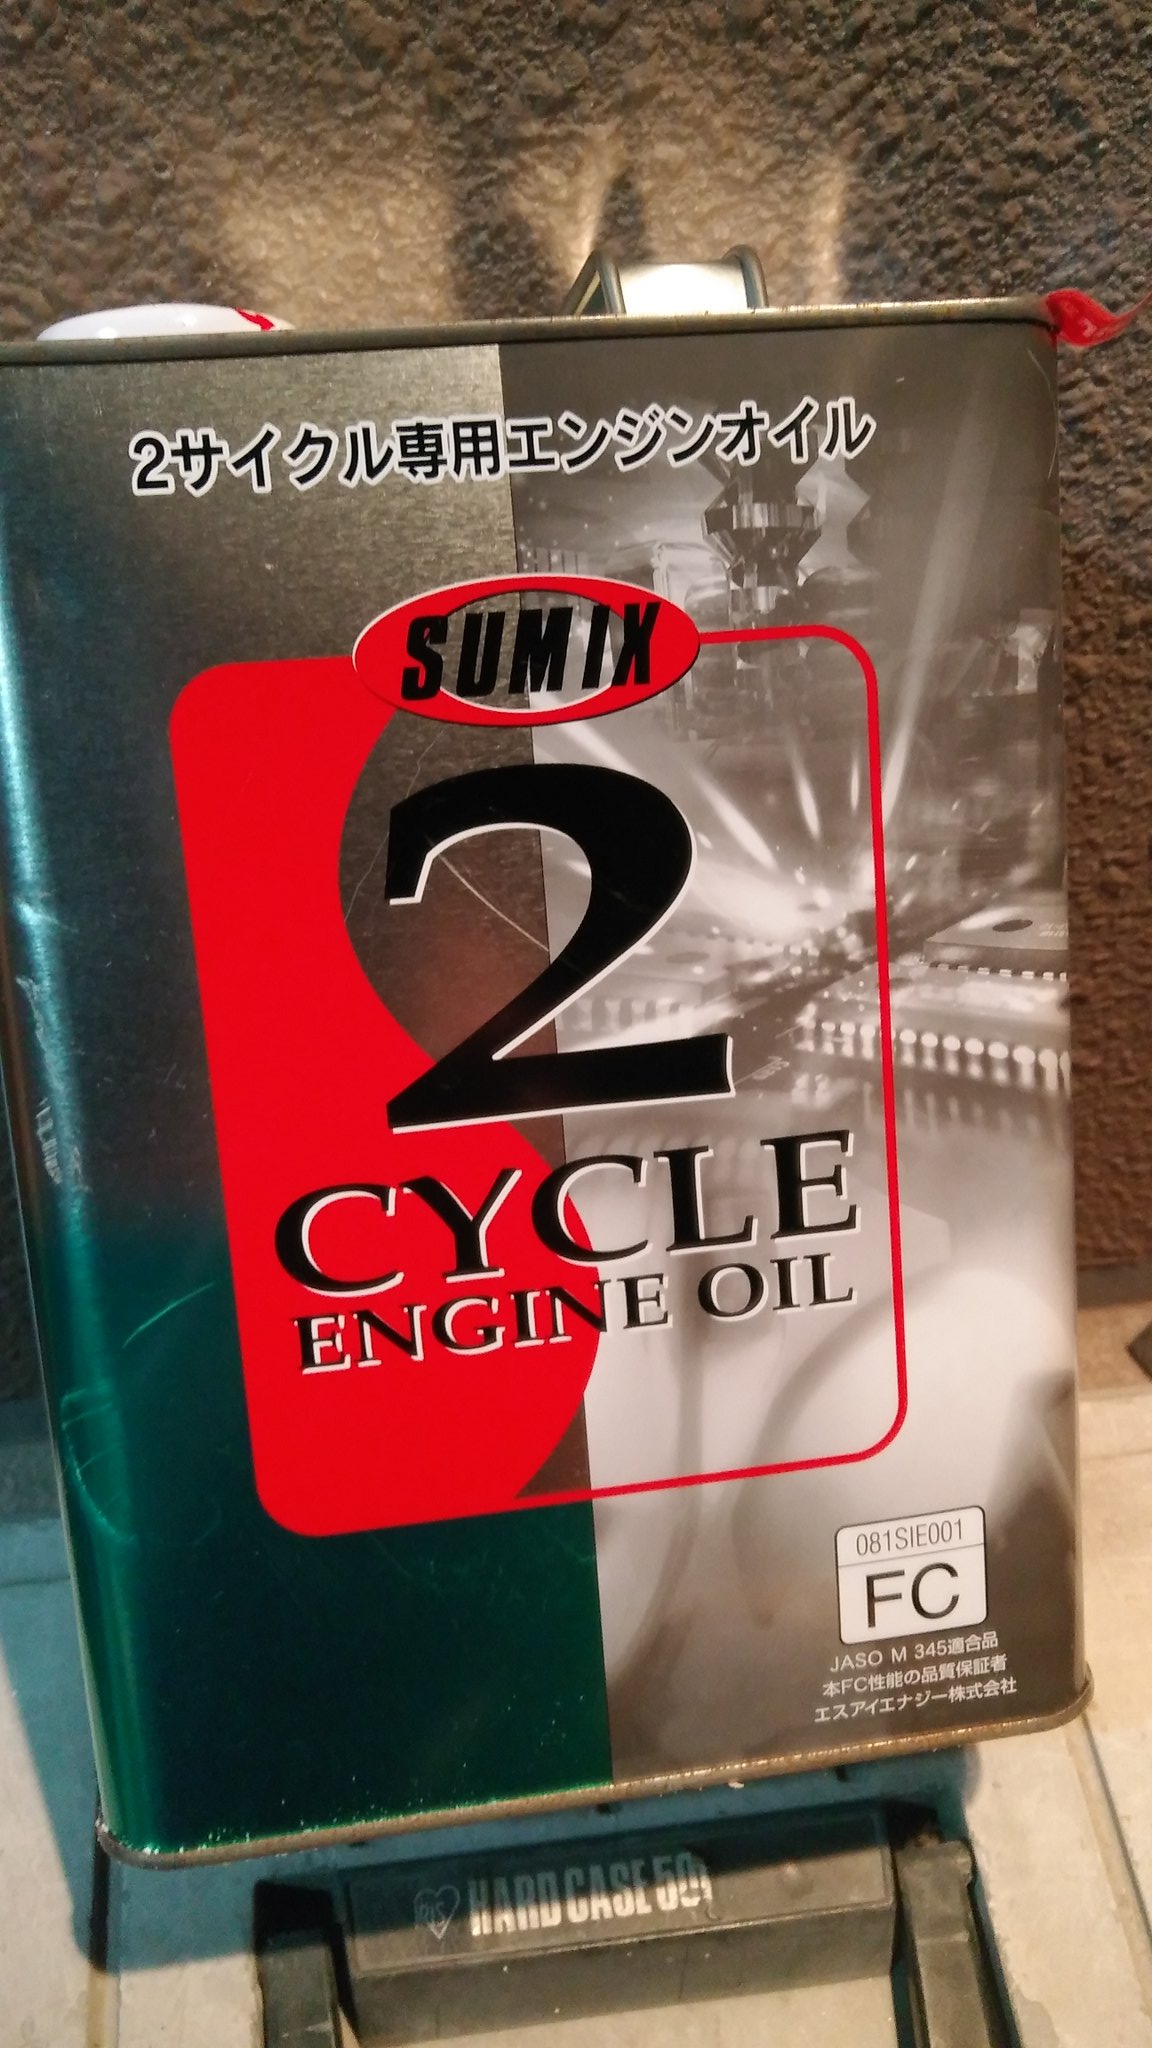 2サイクル専用エンジンオイル
SUMIX
2
CYCLE
ENGINE OIL
081SIE001
FC
JASO M 345適合品
本FC性能の品質保証者
エスアイエナジー株式会社
HARD CASE 50